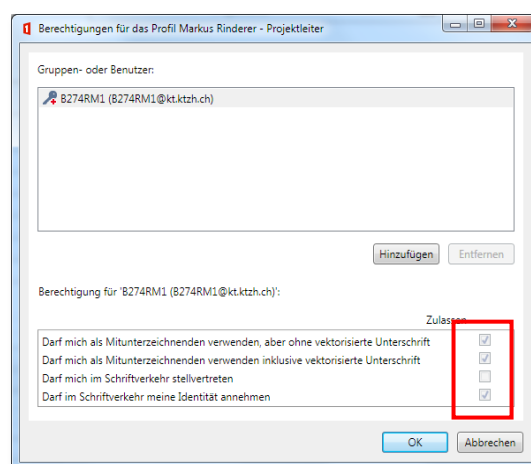 Berechtigungen für das Profil Markus Rinderer - Projektleiter
Gruppen- oder Benutzer:
B274RM1 (B274RM1@kt.ktzh.ch)
Hinzufügen Entfernen
Berechtigung für 'B274RM1 (B274RM1@kt.ktzh.ch)':
Zulassen
Darf mich als Mitunterzeichnenden verwenden, aber ohne vektorisierte Unterschrift
Darf mich als Mitunterzeichnenden verwenden inklusive vektorisierte Unterschrift
Darf mich im Schriftverkehr stellvertreten
Darf im Schriftverkehr meine Identität annehmen
OK Abbrechen